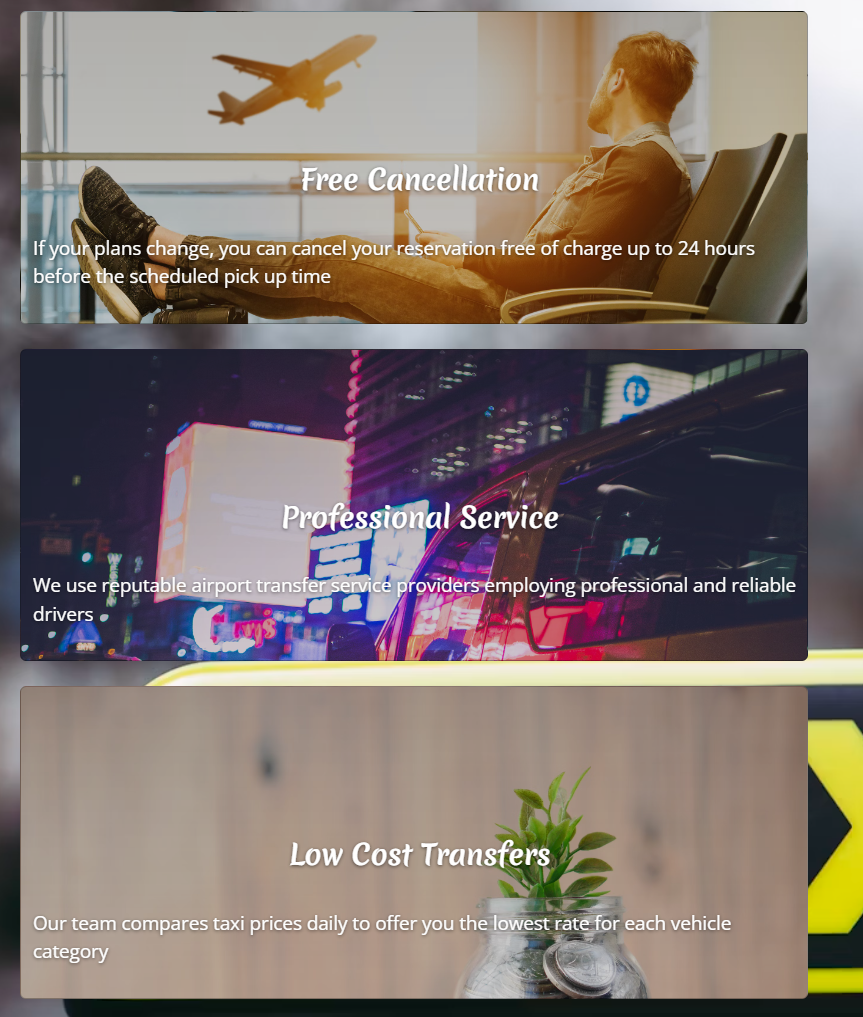 Free Cancellation
If your plans change, you can cancel your reservation free of charge up to 24 hours
before the scheduled pick up time
Professional Service
We use reputable airport transfer service providers employing professional and reliable
drivers
Low Cost Transfers
Our team compares taxi prices daily to offer you the lowest rate for each vehicle
category